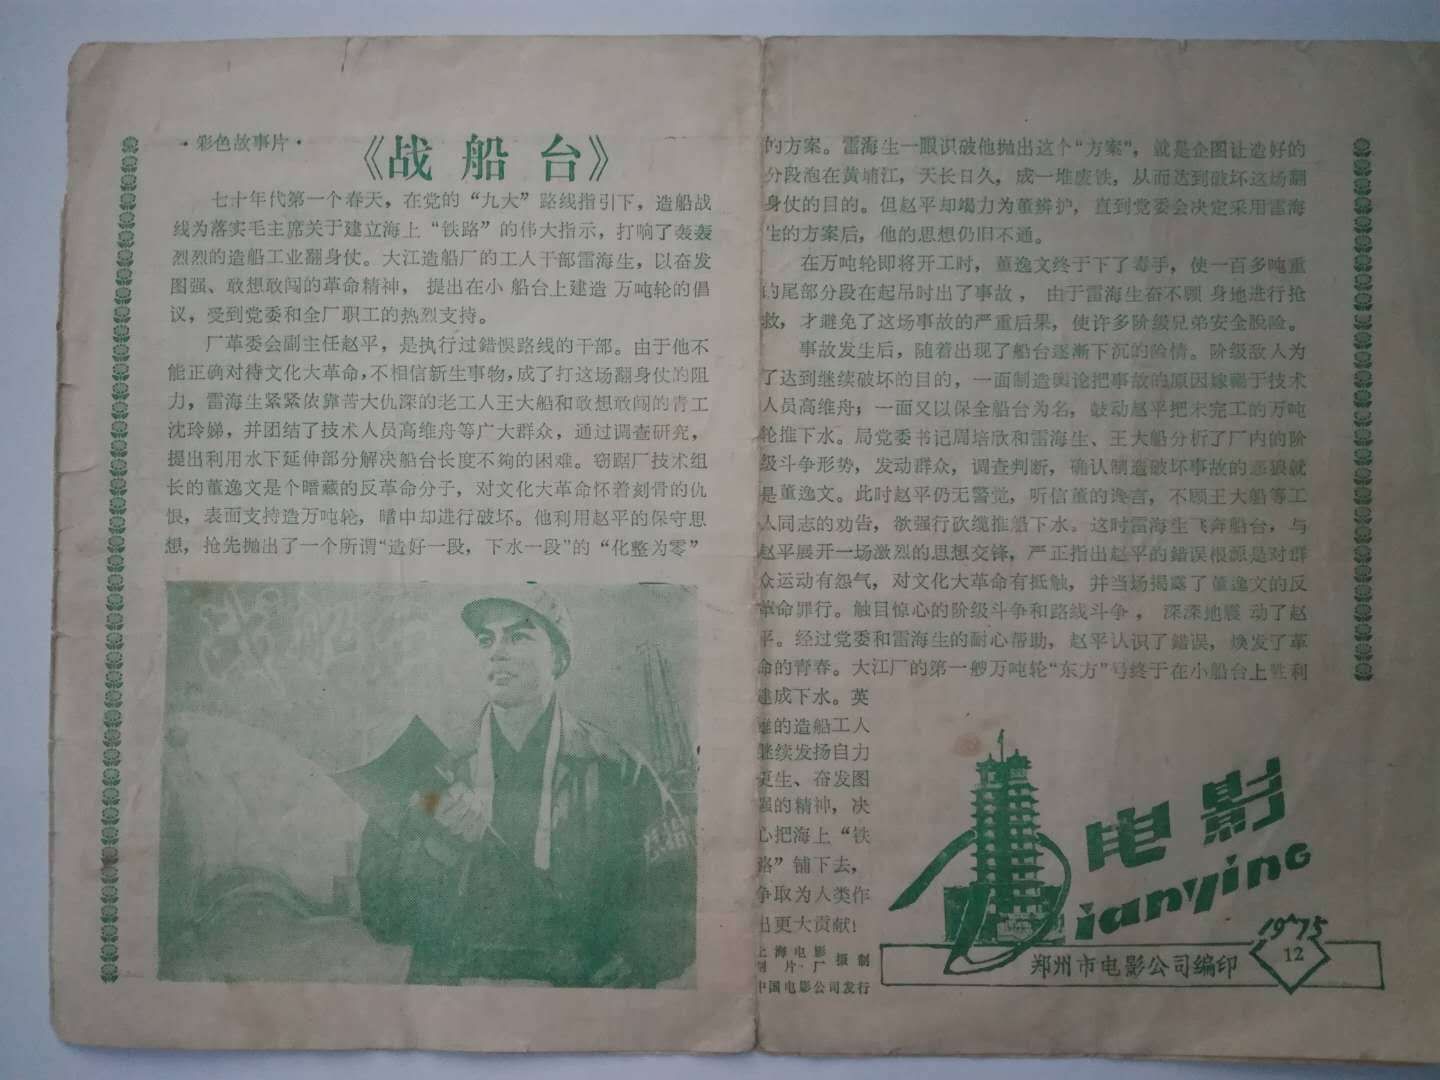 ·彩色故事片·
《战船台》
七十年代第一个春天，在党的“九大”路线指引下，造船战
线为落实毛主席关于建立海上“铁路”的伟大指示，打响了轰轰
烈烈的造船工业翻身仗。大江造船厂的工人干部雷海生，以奋发
图强、敢想敢闯的革命精神，提出在小船台上建造万吨轮的倡
议，受到党委和全厂职工的热烈支持。
厂革委会副主任赵平，是执行过错误路线的干部。由于他不
能正确对待文化大革命，不相信新生事物，成了打这场翻身仗的阻
力，雷海生紧紧依靠苦大仇深的老工人王大船和敢想敢闯的青工
沈玲娣，并团结了技术人员高维舟等广大群众，通过调查研究，
提出利用水下延伸部分解决船台长度不夠的困难。窃踞厂技术组
长的董逸文是个暗藏的反革命分子，对文化大革命怀着刻骨的仇
恨，表面支持造万吨轮，暗中却进行破坏。他利用赵平的保守思
想，抢先抛出了一个所谓“造好一段，下水一段”的“化整为零”
的方案。雷海生一眼识破他抛出这个“方案”，就是企图让造好的
分段泡在黄埔江，天长日久，成一堆废铁，从而达到破坏这场翻
身仗的目的。但赵平却竭力为董辨护，直到党委会决定采用雷海
生的方案后，他的思想仍旧不通。
在万吨轮即将开工时，董逸文终于下了毒手，使一百多吨重
的尾部分段在起吊时出了事故，由于雷海生奋不顾身地进行抢
救，才避免了这场事故的严重后果，使许多阶级兄弟安全脱险。
事故发生后，随着出现了船台逐渐下沉的险情。阶级敌人为
了达到继续破坏的目的，一面制造舆论把事故的原因嫁祸于技术
人员高维舟；一面又以保全船台为名，鼓动赵平把未完工的万吨
轮推下水。局党委书记周培欣和雷海生、王大船分析了厂内的阶
级斗争形势，发动群众，调查判断，确认制造破坏事故的恶狼就
是董逸文。此时赵平仍无警觉，听信董的谗言，不顾王大船等工
人同志的劝告，欲强行砍缆推船下水。这时雷海生飞奔船台，与
赵平展开一场激烈的思想交锋，严正指出赵平的错误根源是对群
众运动有怨气，对文化大革命有抵触，并当场揭露了董逸文的反
革命罪行。触目惊心的阶级斗争和路线斗争，深深地震动了赵
平。经过党委和雷海生的耐心帮助，赵平认识了错误，焕发了革
命的青春。大江厂的第一艘万吨轮“东方”号终于在小船台上胜利
建成下水。英
雄的造船工人
继续发扬自力
更生、奋发图
强的精神，决
心把海上“铁
路”铺下去，
争取为人类作
出更大贡献！
上海电影制片厂摄制
中国电影公司发行
战船台
电影
Dianying
1975
12
郑州市电影公司编印